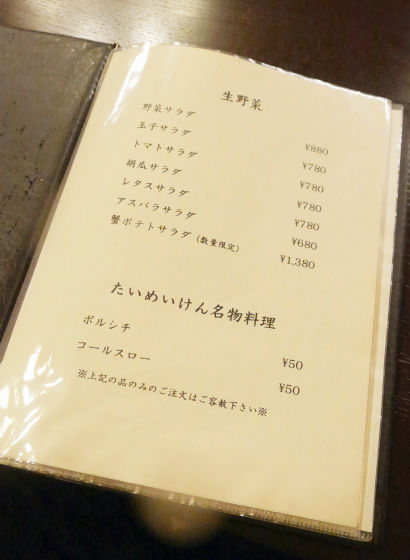 生野菜
野菜サラダ ¥880
玉子サラダ ¥780
トマトサラダ ¥780
胡瓜サラダ ¥780
レタスサラダ ¥780
アスパラサラダ ¥680
蟹ポテトサラダ(数量限定) ¥1,380
たいめいけん名物料理
ボルシチ ¥50
コールスロー ¥50
※上記の品のみのご注文はご容赦下さい※